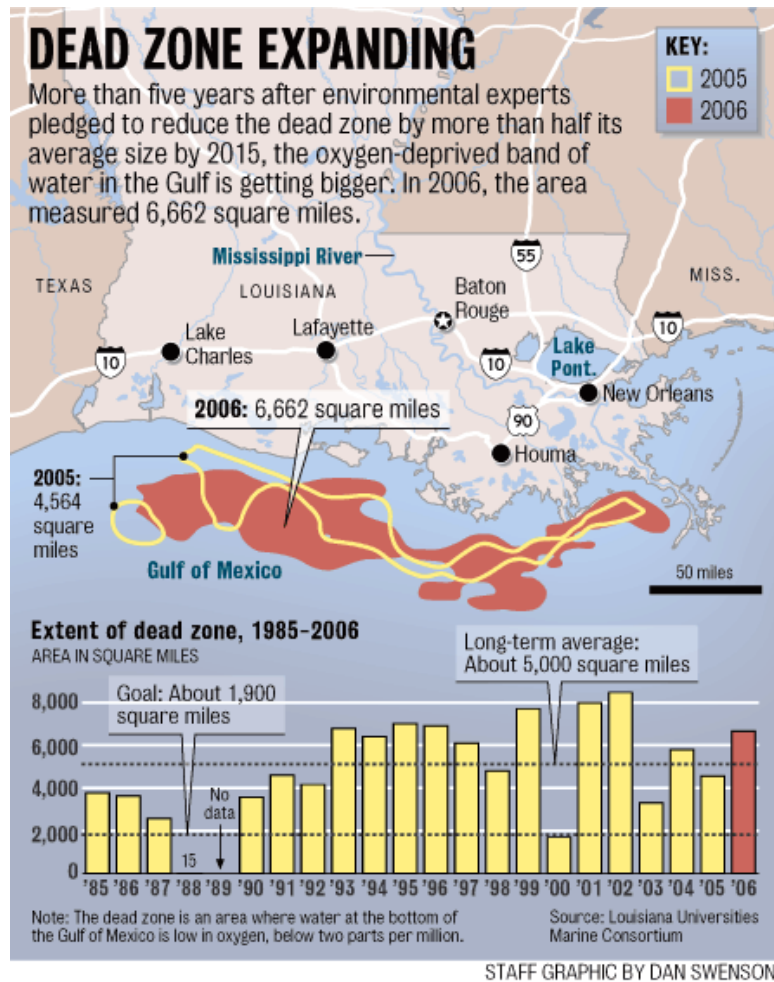 DEAD ZONE EXPANDING
More than five years after environmental experts
pledged to reduce the dead zone by more than half its
average size by 2015, the oxygen-deprived band of
water in the Gulf is getting bigger. In 2006, the area
measured 6,662 square miles.
KEY:
2005
2006
Mississippi River
55
TEXAS
LOUISIANA
Baton
Rouge
MISS.
10
Lake
Charles
Lafayette
10
10
Lake
Pont.
New Orleans
2006: 6,662 square miles
90
Houma
2005:
4,564
square
miles
Gulf of Mexico
50 miles
Extent of dead zone, 1985–2006
AREA IN SQUARE MILES
Long-term average:
About 5,000 square miles
Goal: About 1,900
square miles
8,000
6,000
4,000
2,000
0
No
data
15
'85 '86 '87 '88 '89 '90 '91 '92 '93 '94 '95 '96 '97 '98 '99 '00 '01 '02 '03 '04 '05 '06
Note: The dead zone is an area where water at the bottom of
the Gulf of Mexico is low in oxygen, below two parts per million.
Source: Louisiana Universities
Marine Consortium
STAFF GRAPHIC BY DAN SWENSON